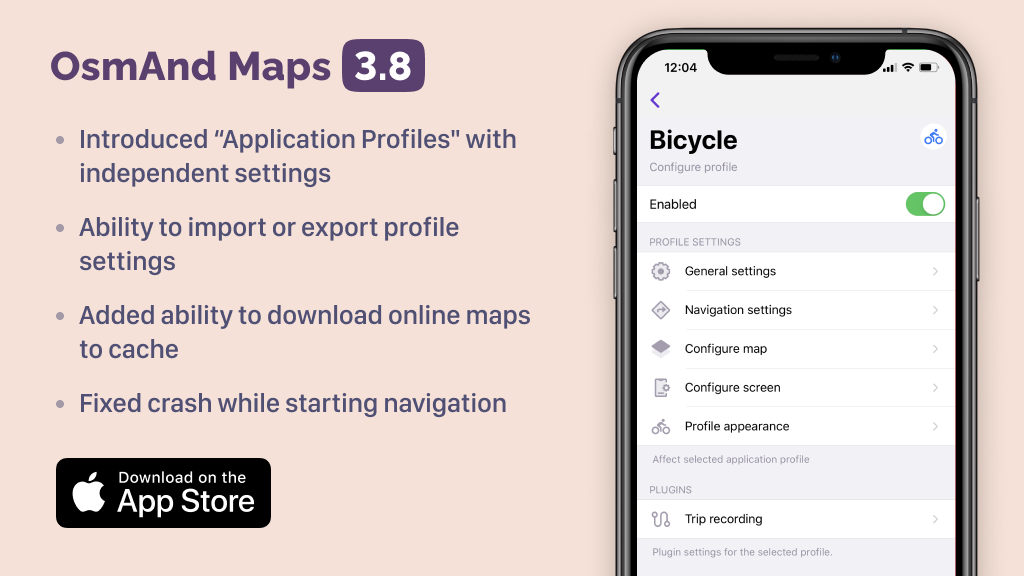 OsmAnd Maps 3.8
• Introduced “Application Profiles" with
independent settings
• Ability to import or export profile
settings
• Added ability to download online maps
to cache
• Fixed crash while starting navigation
Download on the
App Store
12:04
Bicycle
Configure profile
Enabled
PROFILE SETTINGS
General settings
Navigation settings
Configure map
Configure screen
Profile appearance
Affect selected application profile
PLUGINS
Trip recording
Plugin settings for the selected profile.